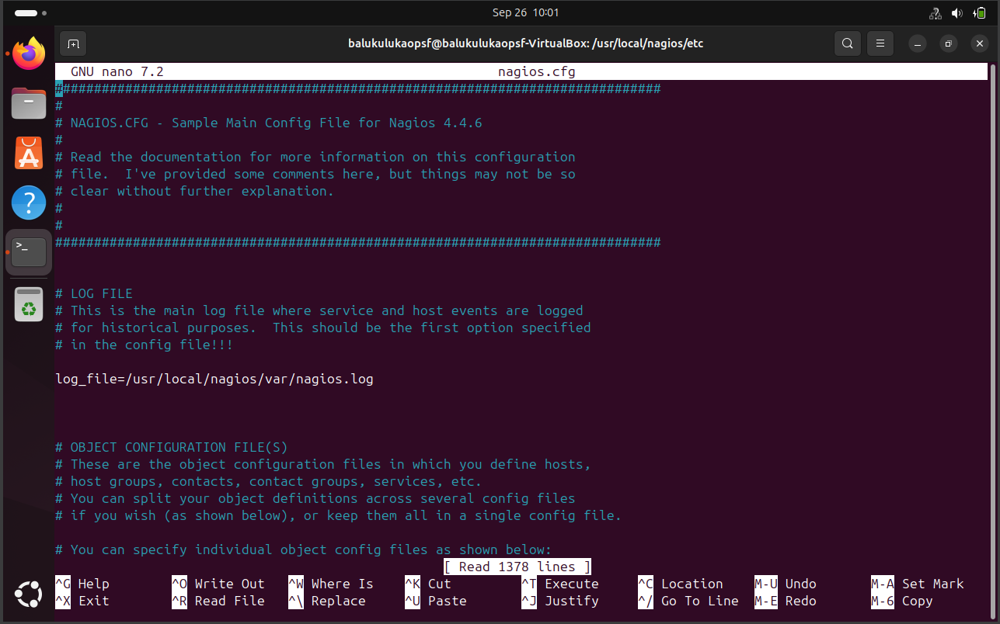 Sep 26 10:01
balukulukaopsf@balukulukaopsf-VirtualBox: /usr/local/nagios/etc
GNU nano 7.2 nagios.cfg
##############################################################################
#
# NAGIOS.CFG - Sample Main Config File for Nagios 4.4.6
#
# Read the documentation for more information on this configuration
# file.  I've provided some comments here, but things may not be so
# clear without further explanation.
#
#
##############################################################################
# LOG FILE
# This is the main log file where service and host events are logged
# for historical purposes.  This should be the first option specified
# in the config file!!!
log_file=/usr/local/nagios/var/nagios.log
# OBJECT CONFIGURATION FILE(S)
# These are the object configuration files in which you define hosts,
# host groups, contacts, contact groups, services, etc.
# You can split your object definitions across several config files
# if you wish (as shown below), or keep them all in a single config file.
# You can specify individual object config files as shown below:
[ Read 1378 lines ]
^G Help ^O Write Out ^W Where Is ^K Cut ^T Execute ^C Location M-U Undo M-A Set Mark
^X Exit ^R Read File ^\ Replace ^U Paste ^J Justify ^/ Go To Line M-E Redo M-6 Copy